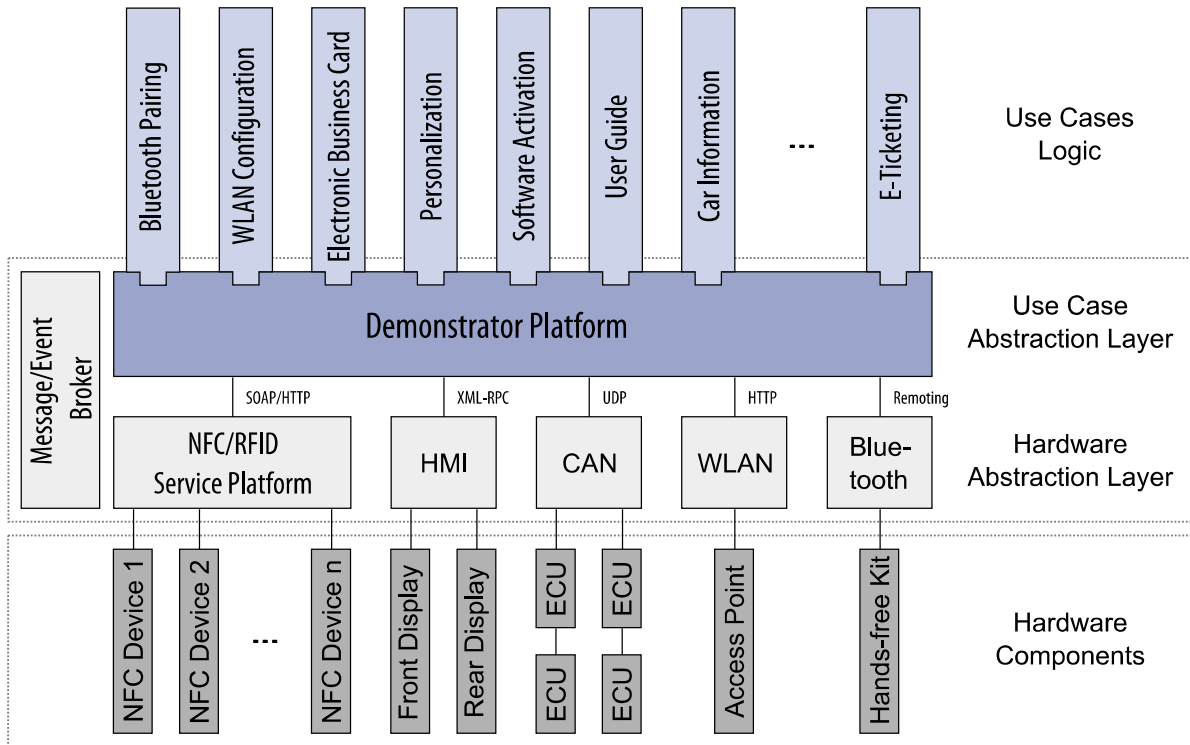 Bluetooth Pairing
WLAN Configuration
Electronic Business Card
Personalization
Software Activation
User Guide
Car Information
...
E-Ticketing
Use Cases
Logic
Message/Event
Broker
Demonstrator Platform
Use Case
Abstraction Layer
SOAP/HTTP
XML-RPC
UDP
HTTP
Remoting
NFC/RFID
Service Platform
HMI
CAN
WLAN
Blue-
tooth
Hardware
Abstraction Layer
NFC Device 1
NFC Device 2
...
NFC Device n
Front Display
Rear Display
ECU
ECU
ECU
ECU
Access Point
Hands-free Kit
Hardware
Components